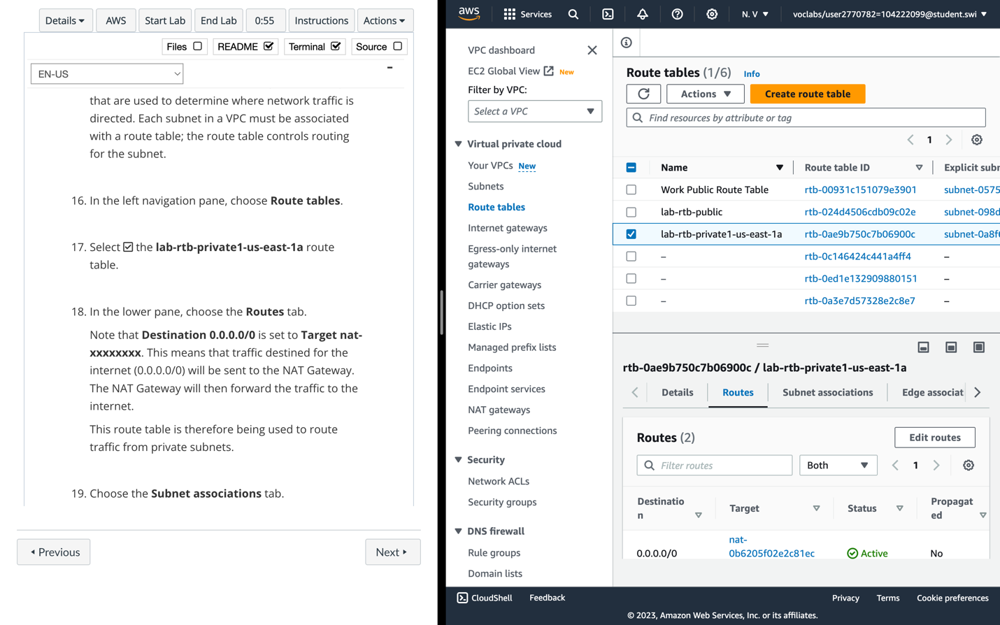 Details
AWS
Start Lab
End Lab
0:55
Instructions
Actions
Files
README
Terminal
Source
EN-US
that are used to determine where network traffic is
directed. Each subnet in a VPC must be associated
with a route table; the route table controls routing
for the subnet.
16. In the left navigation pane, choose Route tables.
17. Select the lab-rtb-private1-us-east-1a route
table.
18. In the lower pane, choose the Routes tab.
Note that Destination 0.0.0.0/0 is set to Target nat-
xxxxxxxx. This means that traffic destined for the
internet (0.0.0.0/0) will be sent to the NAT Gateway.
The NAT Gateway will then forward the traffic to the
internet.
This route table is therefore being used to route
traffic from private subnets.
19. Choose the Subnet associations tab.
Previous
Next
aws
Services
N. V
voclabs/user2770782=104222099@student.swi
VPC dashboard
EC2 Global View New
Filter by VPC:
Select a VPC
Virtual private cloud
Your VPCs New
Subnets
Route tables
Internet gateways
Egress-only internet
gateways
Carrier gateways
DHCP option sets
Elastic IPs
Managed prefix lists
Endpoints
Endpoint services
NAT gateways
Peering connections
Security
Network ACLs
Security groups
DNS firewall
Rule groups
Domain lists
Route tables (1/6) Info
Actions
Create route table
Find resources by attribute or tag
1
Name Route table ID Explicit subr
Work Public Route Table rtb-00931c151079e3901 subnet-0575
lab-rtb-public rtb-024d4506cdb09c02e subnet-098d
lab-rtb-private1-us-east-1a rtb-0ae9b750c7b06900c subnet-0a8f
– rtb-0c146424c441a4ff4 –
– rtb-0ed1e132909880151 –
– rtb-0a3e7d57328e2c8e7 –
rtb-0ae9b750c7b06900c / lab-rtb-private1-us-east-1a
Details
Routes
Subnet associations
Edge associat
Routes (2)
Edit routes
Filter routes
Both
1
Destinatio
n
Target
Status
Propagat
ed
0.0.0.0/0
nat-
0b6205f02e2c81ec
Active
No
CloudShell
Feedback
Privacy
Terms
Cookie preferences
© 2023, Amazon Web Services, Inc. or its affiliates.